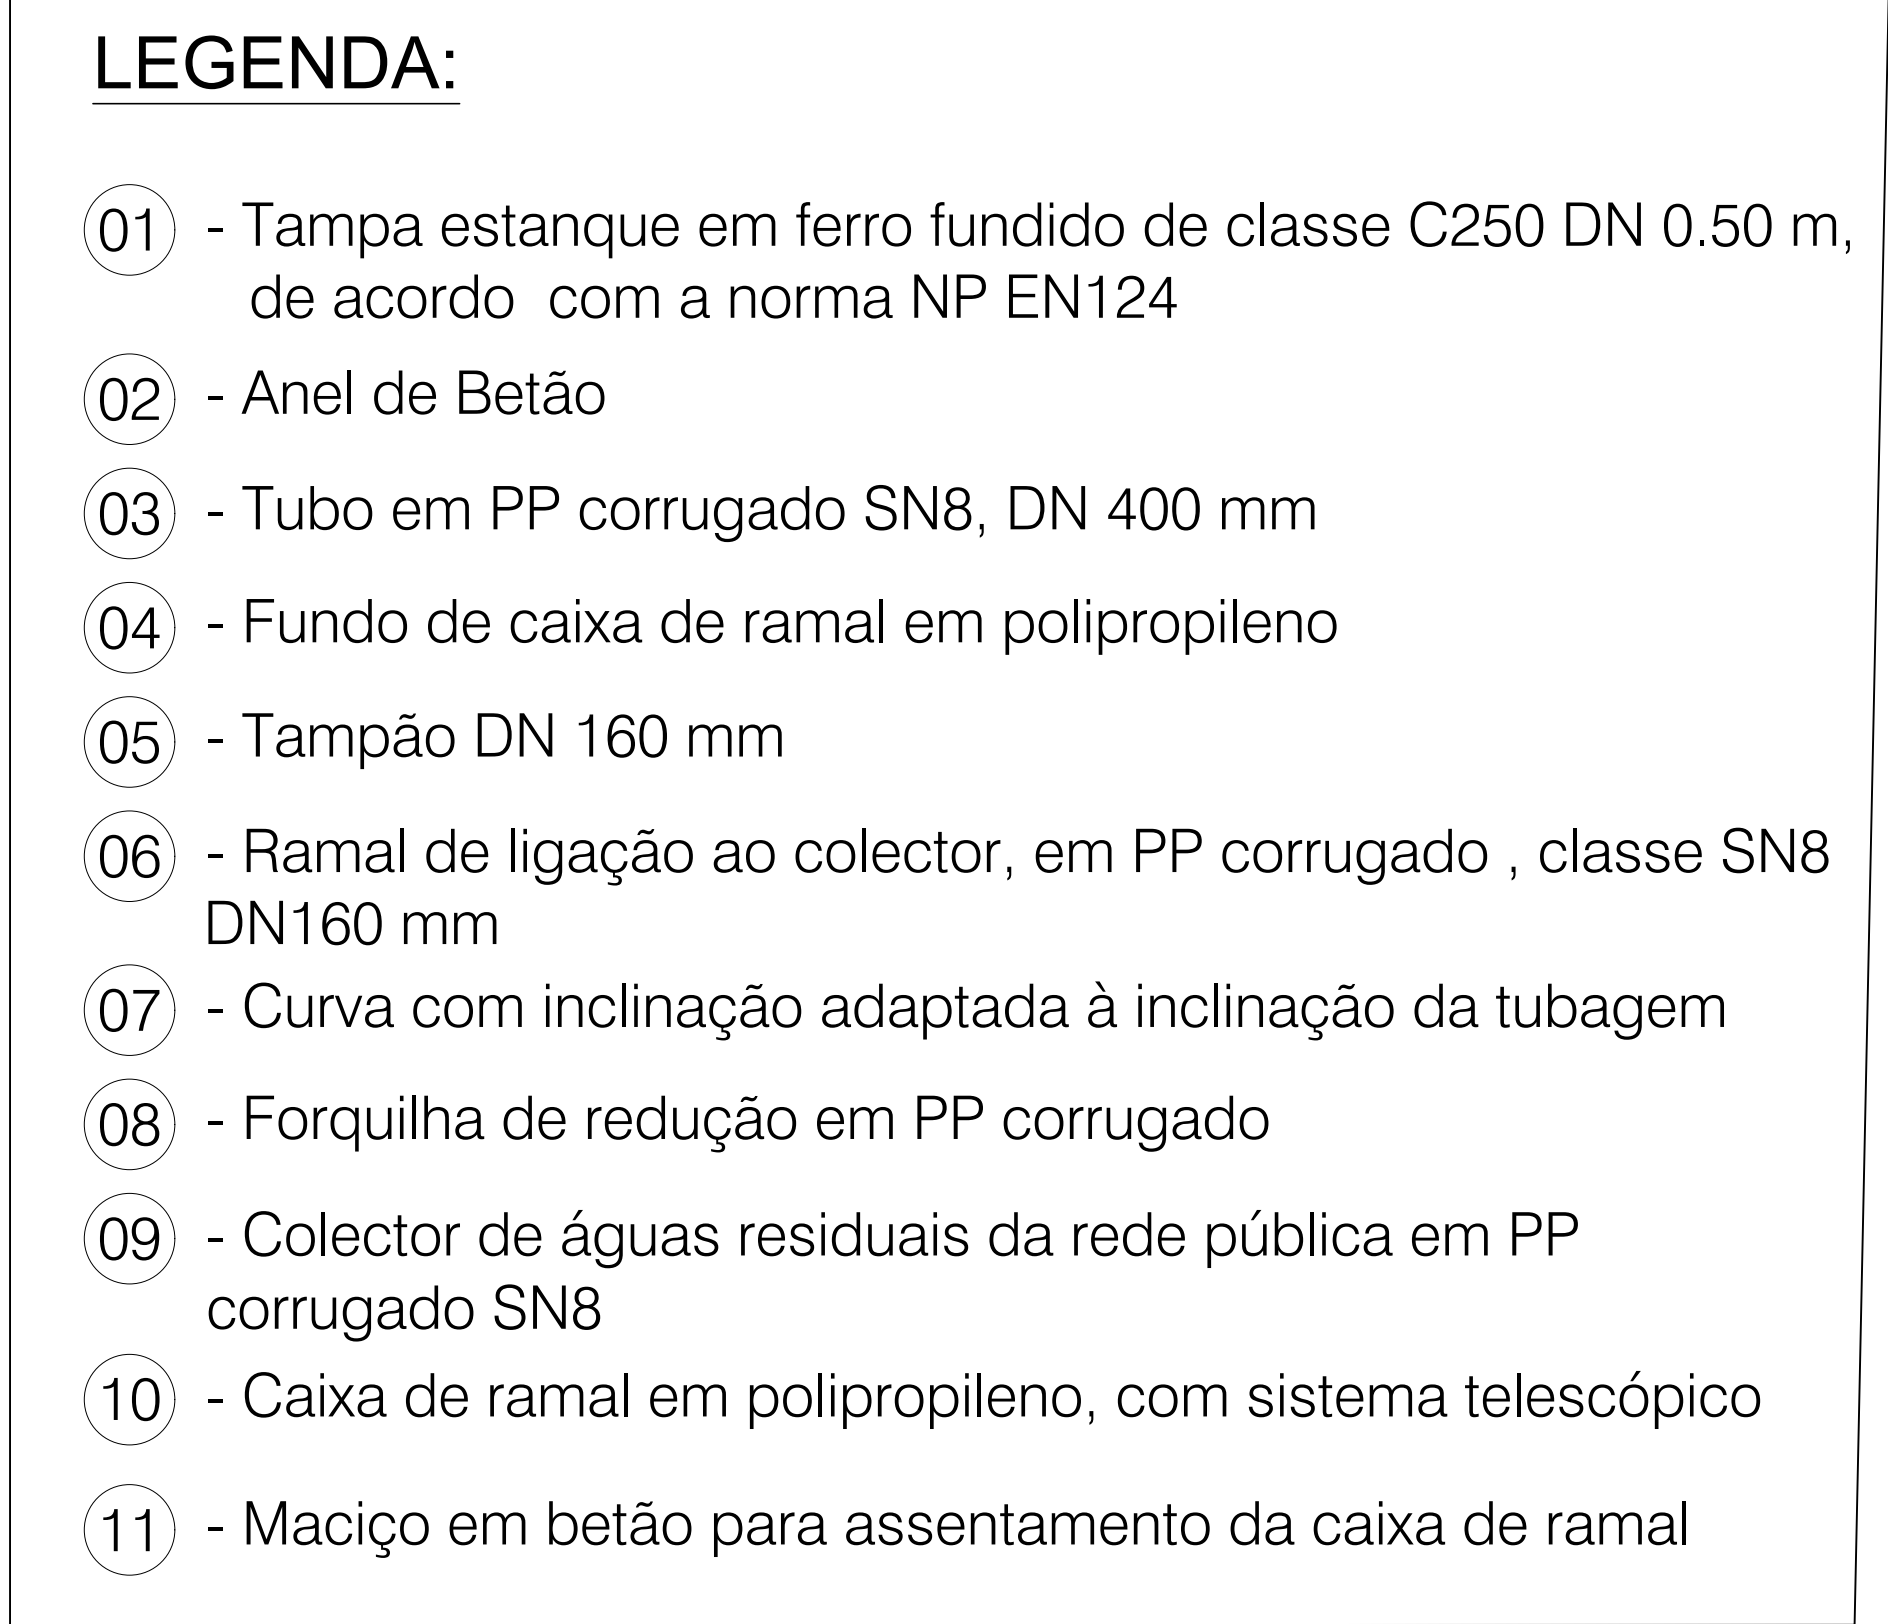 LEGENDA:
01 - Tampa estanque em ferro fundido de classe C250 DN 0.50 m,
de acordo  com a norma NP EN124
02 - Anel de Betão
03 - Tubo em PP corrugado SN8, DN 400 mm
04 - Fundo de caixa de ramal em polipropileno
05 - Tampão DN 160 mm
06 - Ramal de ligação ao colector, em PP corrugado , classe SN8
DN160 mm
07 - Curva com inclinação adaptada à inclinação da tubagem
08 - Forquilha de redução em PP corrugado
09 - Colector de águas residuais da rede pública em PP
corrugado SN8
10 - Caixa de ramal em polipropileno, com sistema telescópico
11 - Maciço em betão para assentamento da caixa de ramal